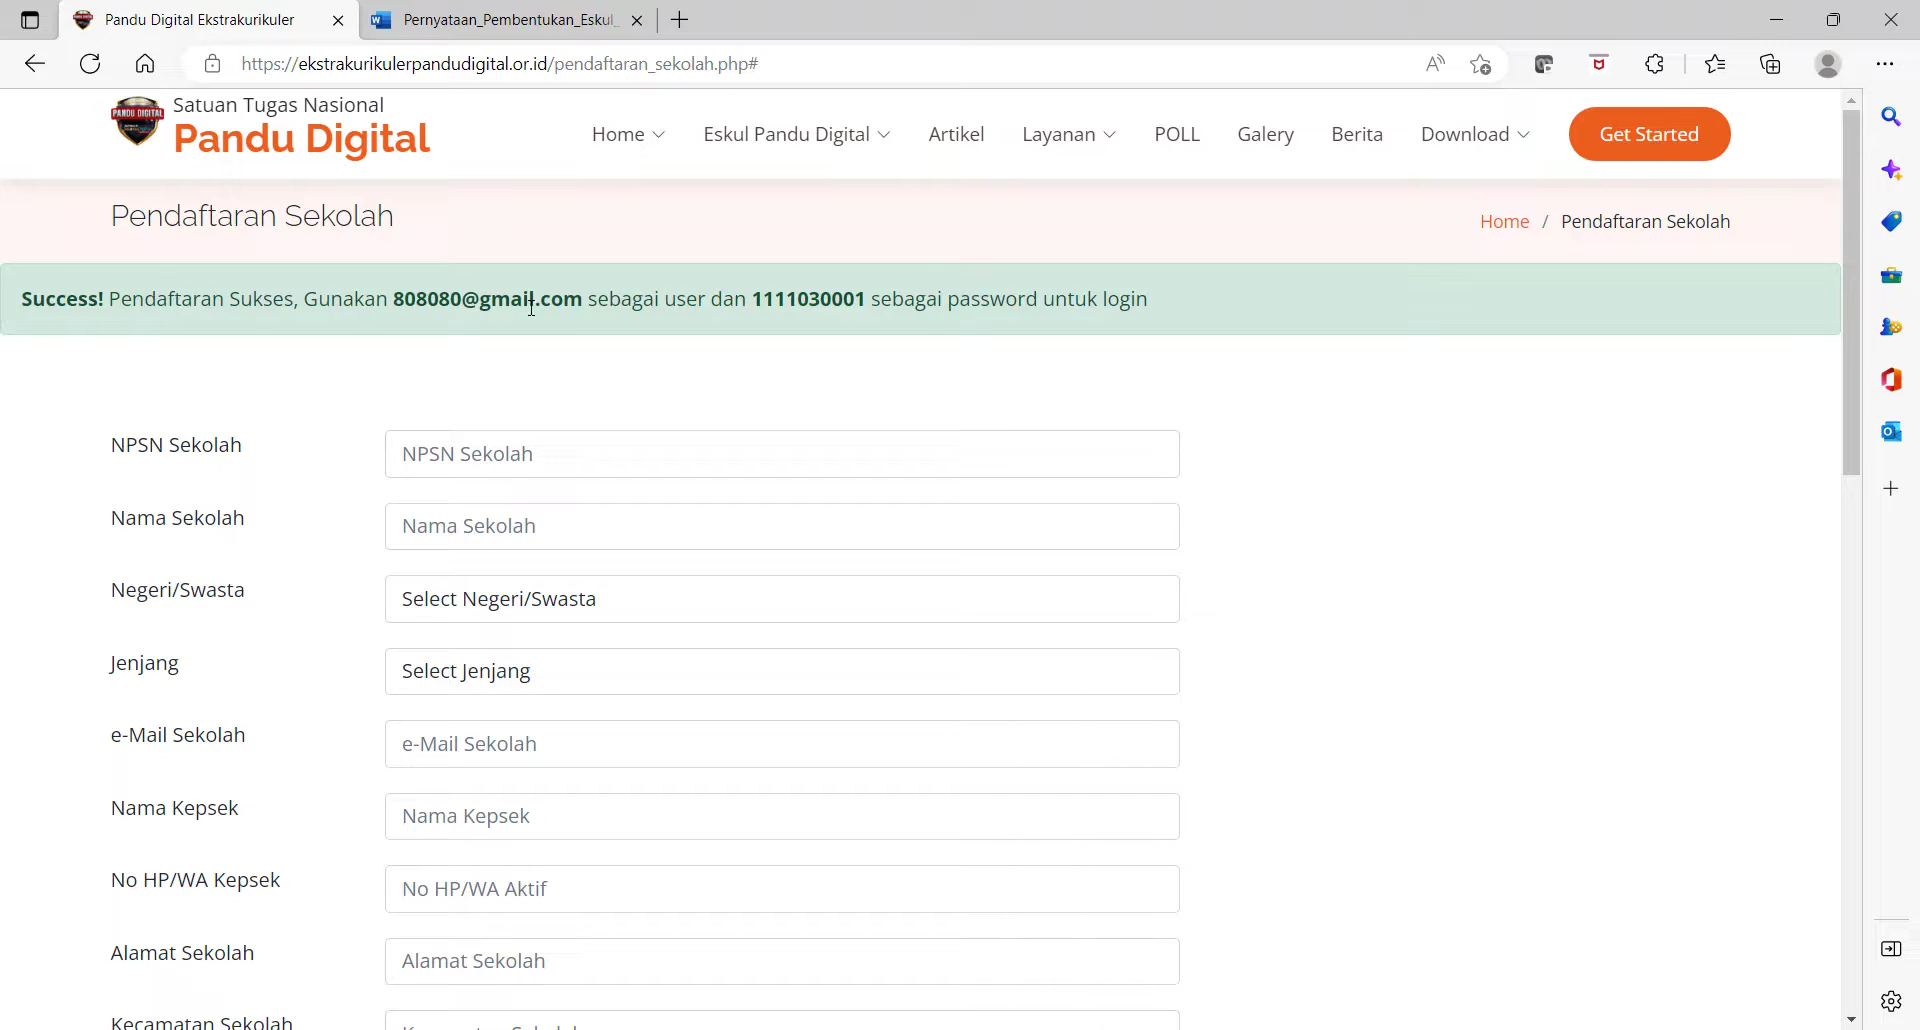 Pandu Digital Ekstrakurikuler
Pernyataan_Pembentukan_Eskul_
https://ekstrakurikulerpandudigital.or.id/pendaftaran_sekolah.php#
PANDU DIGITAL
Satuan Tugas Nasional
Pandu Digital
Home
Eskul Pandu Digital
Artikel
Layanan
POLL
Galery
Berita
Download
Get Started
Pendaftaran Sekolah
Home / Pendaftaran Sekolah
Success! Pendaftaran Sukses, Gunakan 808080@gmail.com sebagai user dan 1111030001 sebagai password untuk login
NPSN Sekolah
NPSN Sekolah
Nama Sekolah
Nama Sekolah
Negeri/Swasta
Select Negeri/Swasta
Jenjang
Select Jenjang
e-Mail Sekolah
e-Mail Sekolah
Nama Kepsek
Nama Kepsek
No HP/WA Kepsek
No HP/WA Aktif
Alamat Sekolah
Alamat Sekolah
Kecamatan Sekolah